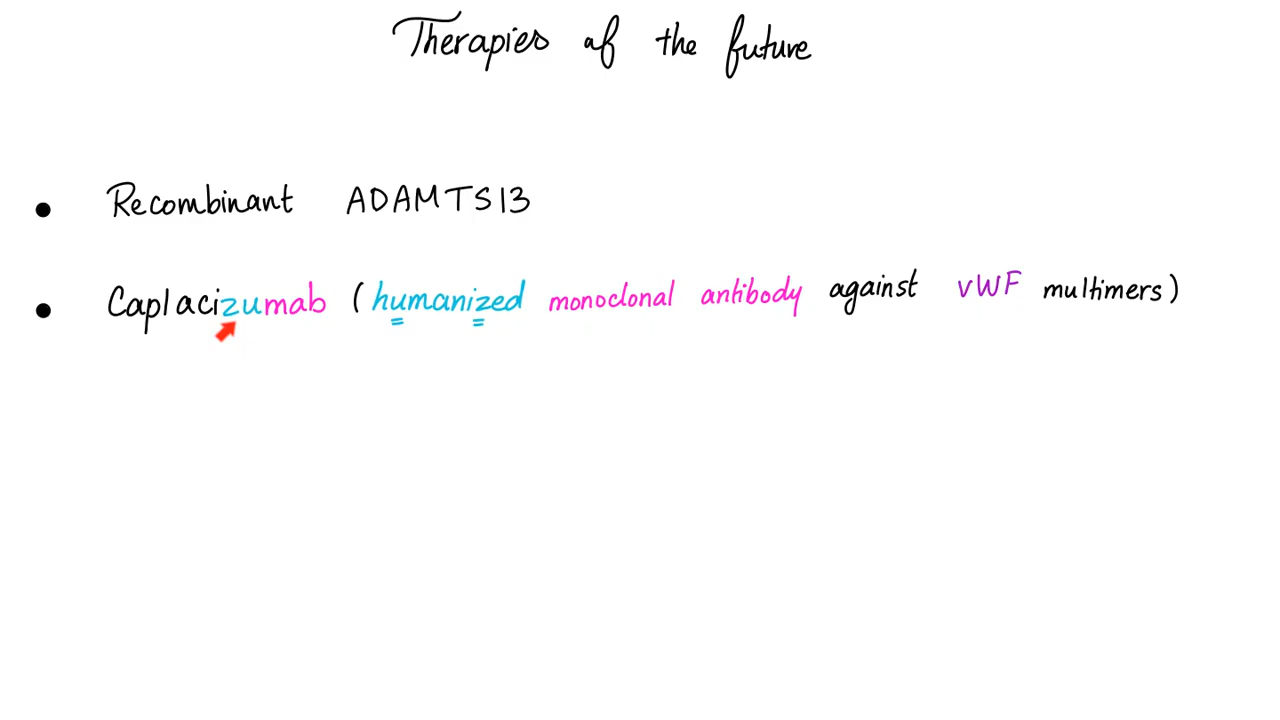 Therapies of the future
• Recombinant ADAMTS13
• Caplacizumab (humanized monoclonal antibody against vWF multimers)